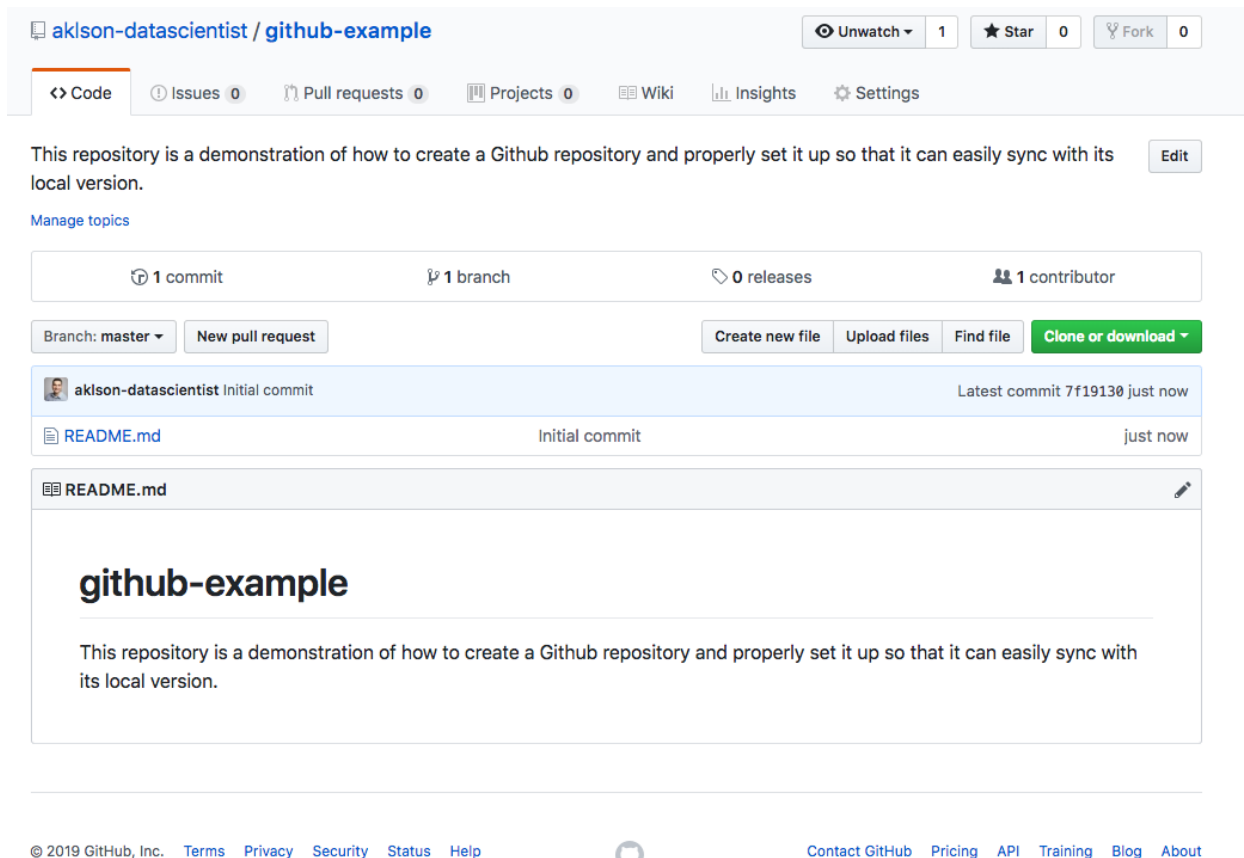 aklson-datascientist / github-example Unwatch 1 Star 0 Fork 0
Code Issues 0 Pull requests 0 Projects 0 Wiki Insights Settings
This repository is a demonstration of how to create a Github repository and properly set it up so that it can easily sync with its Edit
local version.
Manage topics
1 commit 1 branch 0 releases 1 contributor
Branch: master New pull request Create new file Upload files Find file Clone or download
aklson-datascientist Initial commit Latest commit 7f19130 just now
README.md Initial commit just now
README.md
github-example
This repository is a demonstration of how to create a Github repository and properly set it up so that it can easily sync with
its local version.
© 2019 GitHub, Inc. Terms Privacy Security Status Help Contact GitHub Pricing API Training Blog About